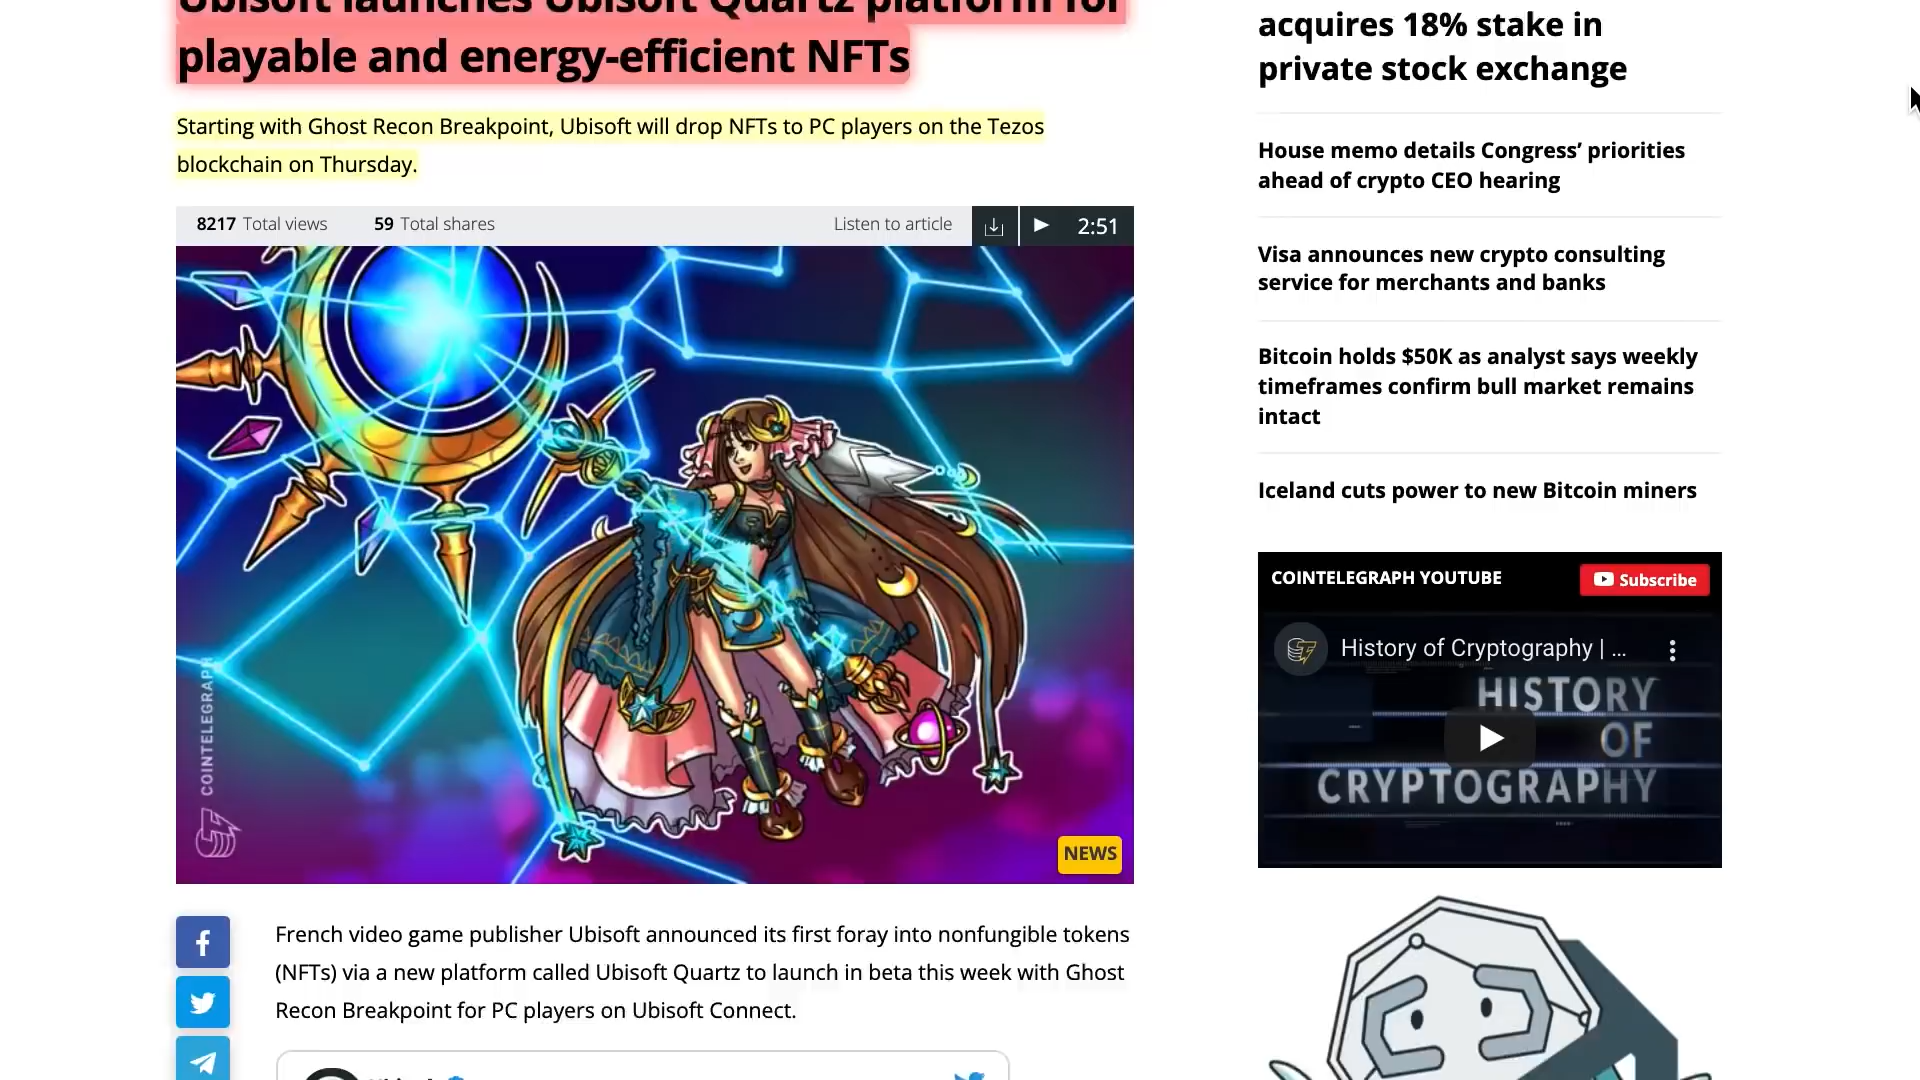 Ubisoft launches Ubisoft Quartz platform for
playable and energy-efficient NFTs
Starting with Ghost Recon Breakpoint, Ubisoft will drop NFTs to PC players on the Tezos
blockchain on Thursday.
8217 Total views 59 Total shares Listen to article 2:51
COINTELEGRAPH
NEWS
French video game publisher Ubisoft announced its first foray into nonfungible tokens
(NFTs) via a new platform called Ubisoft Quartz to launch in beta this week with Ghost
Recon Breakpoint for PC players on Ubisoft Connect.
acquires 18% stake in
private stock exchange
House memo details Congress’ priorities
ahead of crypto CEO hearing
Visa announces new crypto consulting
service for merchants and banks
Bitcoin holds $50K as analyst says weekly
timeframes confirm bull market remains
intact
Iceland cuts power to new Bitcoin miners
COINTELEGRAPH YOUTUBE Subscribe
History of Cryptography | ...
HISTORY
OF
CRYPTOGRAPHY